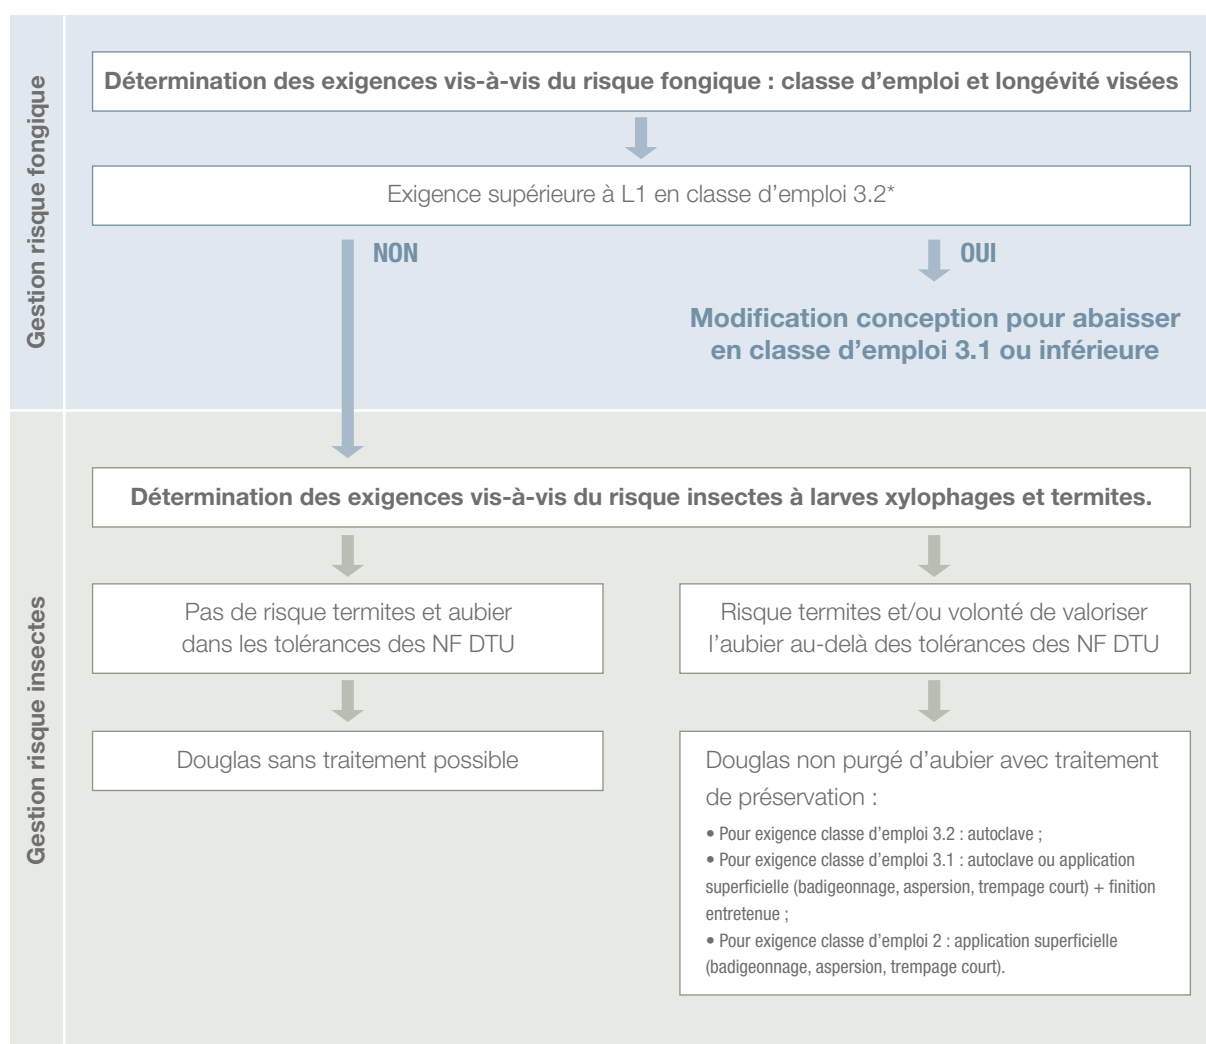 Gestion risque fongique
Détermination des exigences vis-à-vis du risque fongique : classe d'emploi et longévité visées
Exigence supérieure à L1 en classe d'emploi 3.2*
NON
OUI
Modification conception pour abaisser
en classe d'emploi 3.1 ou inférieure
Gestion risque insectes
Détermination des exigences vis-à-vis du risque insectes à larves xylophages et termites.
Pas de risque termites et aubier
dans les tolérances des NF DTU
Douglas sans traitement possible
Risque termites et/ou volonté de valoriser
l'aubier au-delà des tolérances des NF DTU
Douglas non purgé d'aubier avec traitement
de préservation :
• Pour exigence classe d'emploi 3.2 : autoclave ;
• Pour exigence classe d'emploi 3.1 : autoclave ou application
superficielle (badigeonnage, aspersion, trempage court) + finition
entretenue ;
• Pour exigence classe d'emploi 2 : application superficielle
(badigeonnage, aspersion, trempage court).